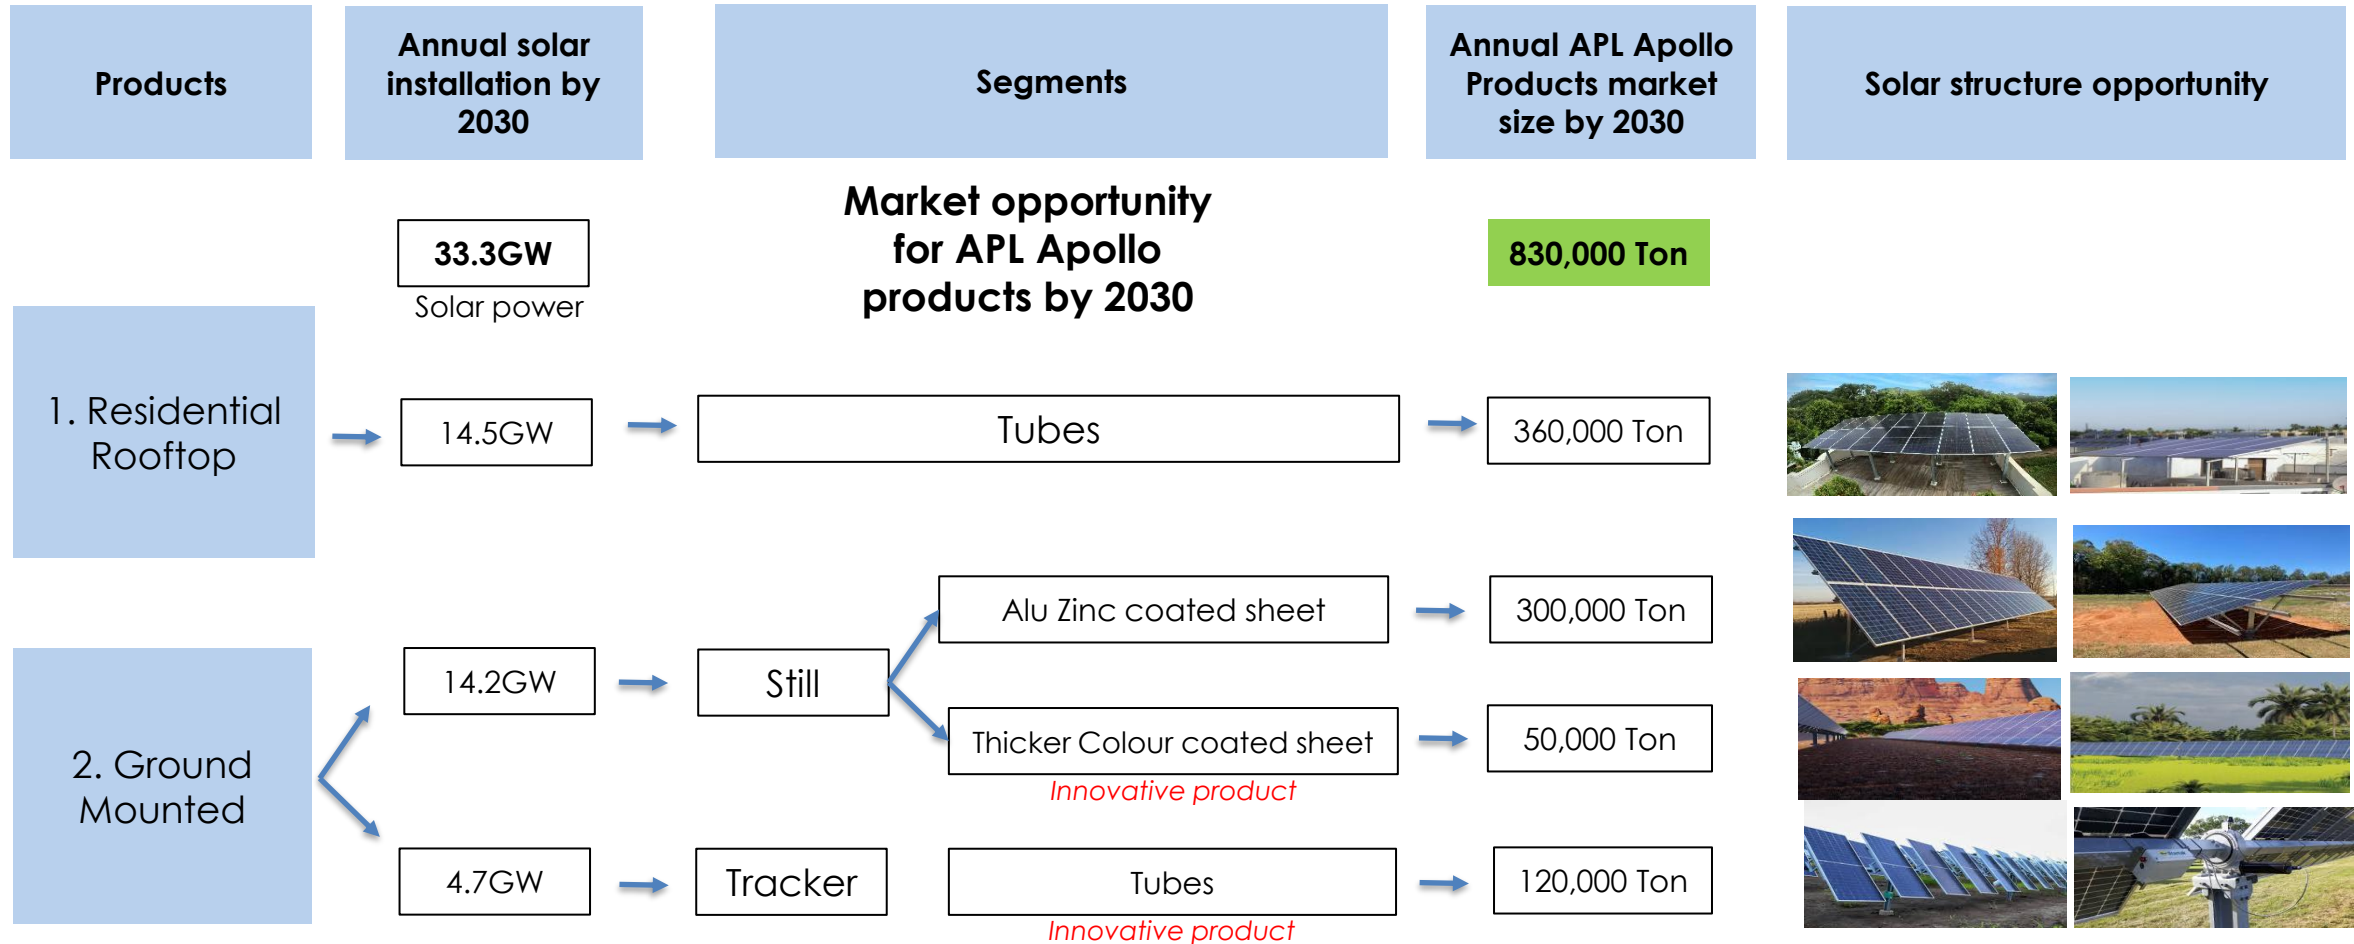 Products
Annual solar
installation by
2030
Segments
Annual APL Apollo
Products market
size by 2030
Solar structure opportunity
33.3GW
Solar power
Market opportunity
for APL Apollo
products by 2030
830,000 Ton
1. Residential
Rooftop
14.5GW
Tubes
360,000 Ton
2. Ground
Mounted
14.2GW
Still
Alu Zinc coated sheet
300,000 Ton
Thicker Colour coated sheet
Innovative product
50,000 Ton
4.7GW
Tracker
Tubes
Innovative product
120,000 Ton